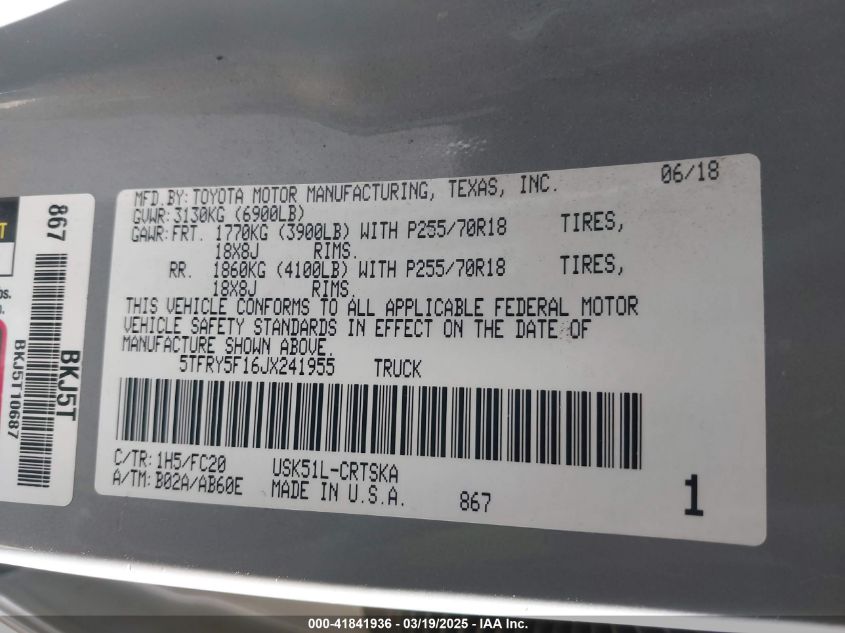 MFD.BY: TOYOTA MOTOR MANUFACTURING, TEXAS, INC. 06/18
GVWR: 3130KG (6900LB)
GAWR: FRT. 1770KG (3900LB) WITH P255/70R18 TIRES,
18X8J RIMS.
RR. 1860KG (4100LB) WITH P255/70R18 TIRES,
18X8J RIMS.
THIS VEHICLE CONFORMS TO ALL APPLICABLE FEDERAL MOTOR
VEHICLE SAFETY STANDARDS IN EFFECT ON THE DATE OF
MANUFACTURE SHOWN ABOVE.
5TFRY5F16JX241955 TRUCK
C/TR: 1H5/FC20 USK51L-CRTSKA
A/TM: B02A/AB60E MADE IN U.S.A. 867 1
867
BKJ5T
BKJ5T10687
000-41841936 - 03/19/2025 - IAA Inc.